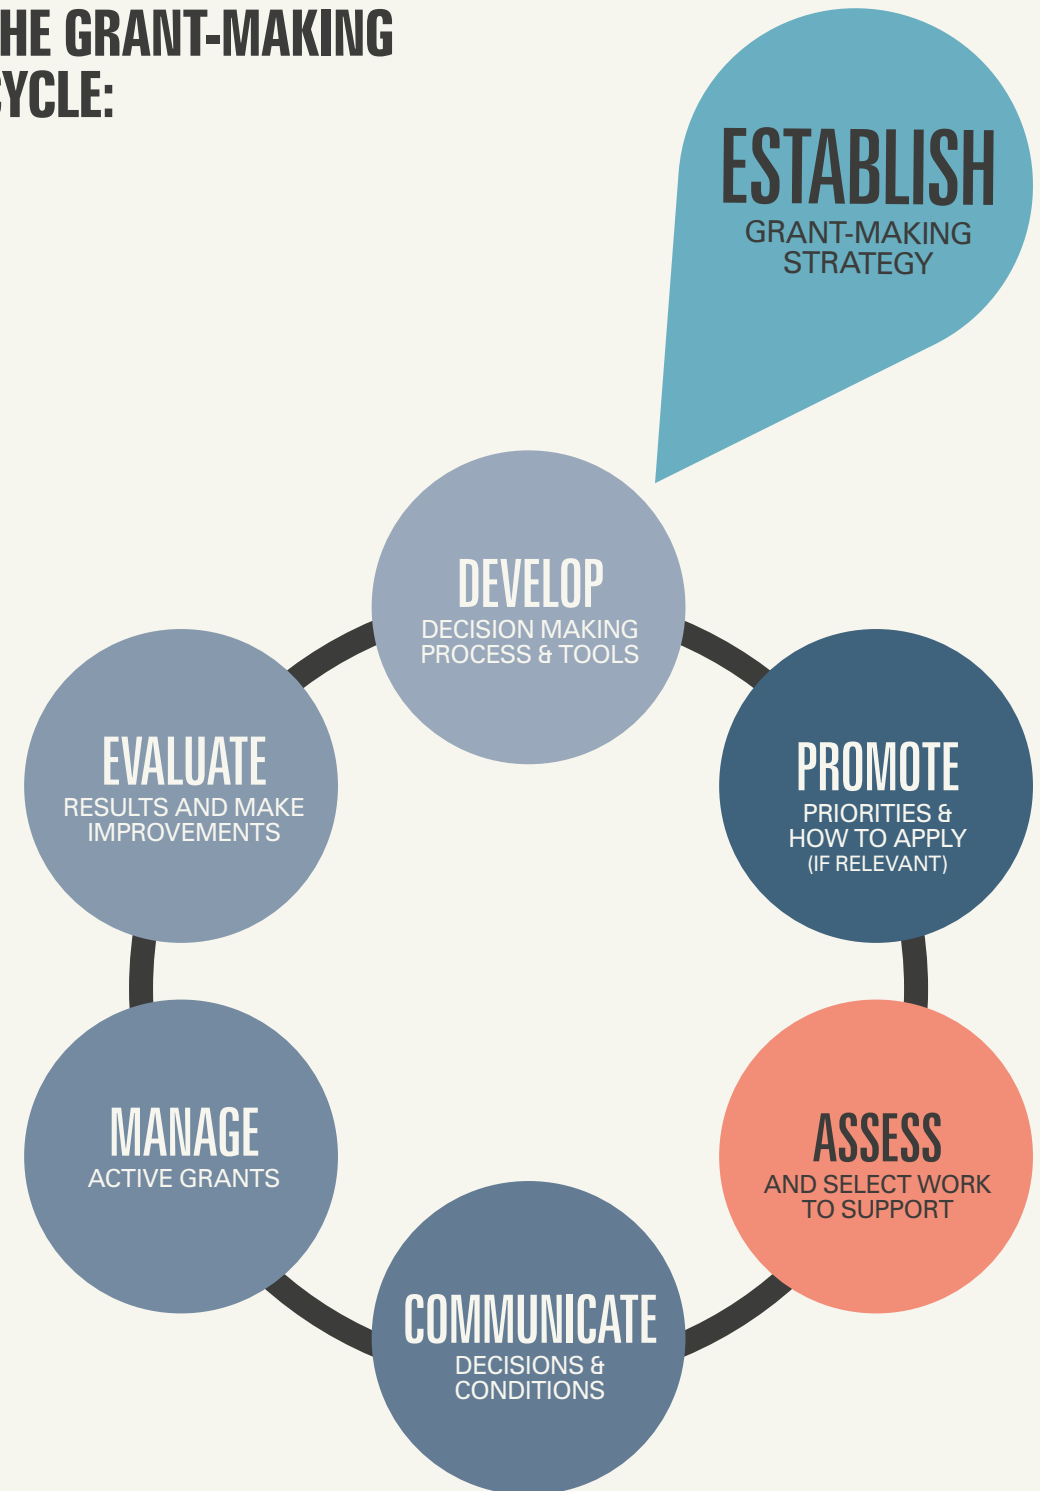 HE GRANT-MAKING
CYCLE:
ESTABLISH
GRANT-MAKING
STRATEGY
DEVELOP
DECISION MAKING
PROCESS & TOOLS
PROMOTE
PRIORITIES &
HOW TO APPLY
(IF RELEVANT)
ASSESS
AND SELECT WORK
TO SUPPORT
COMMUNICATE
DECISIONS &
CONDITIONS
MANAGE
ACTIVE GRANTS
EVALUATE
RESULTS AND MAKE
IMPROVEMENTS